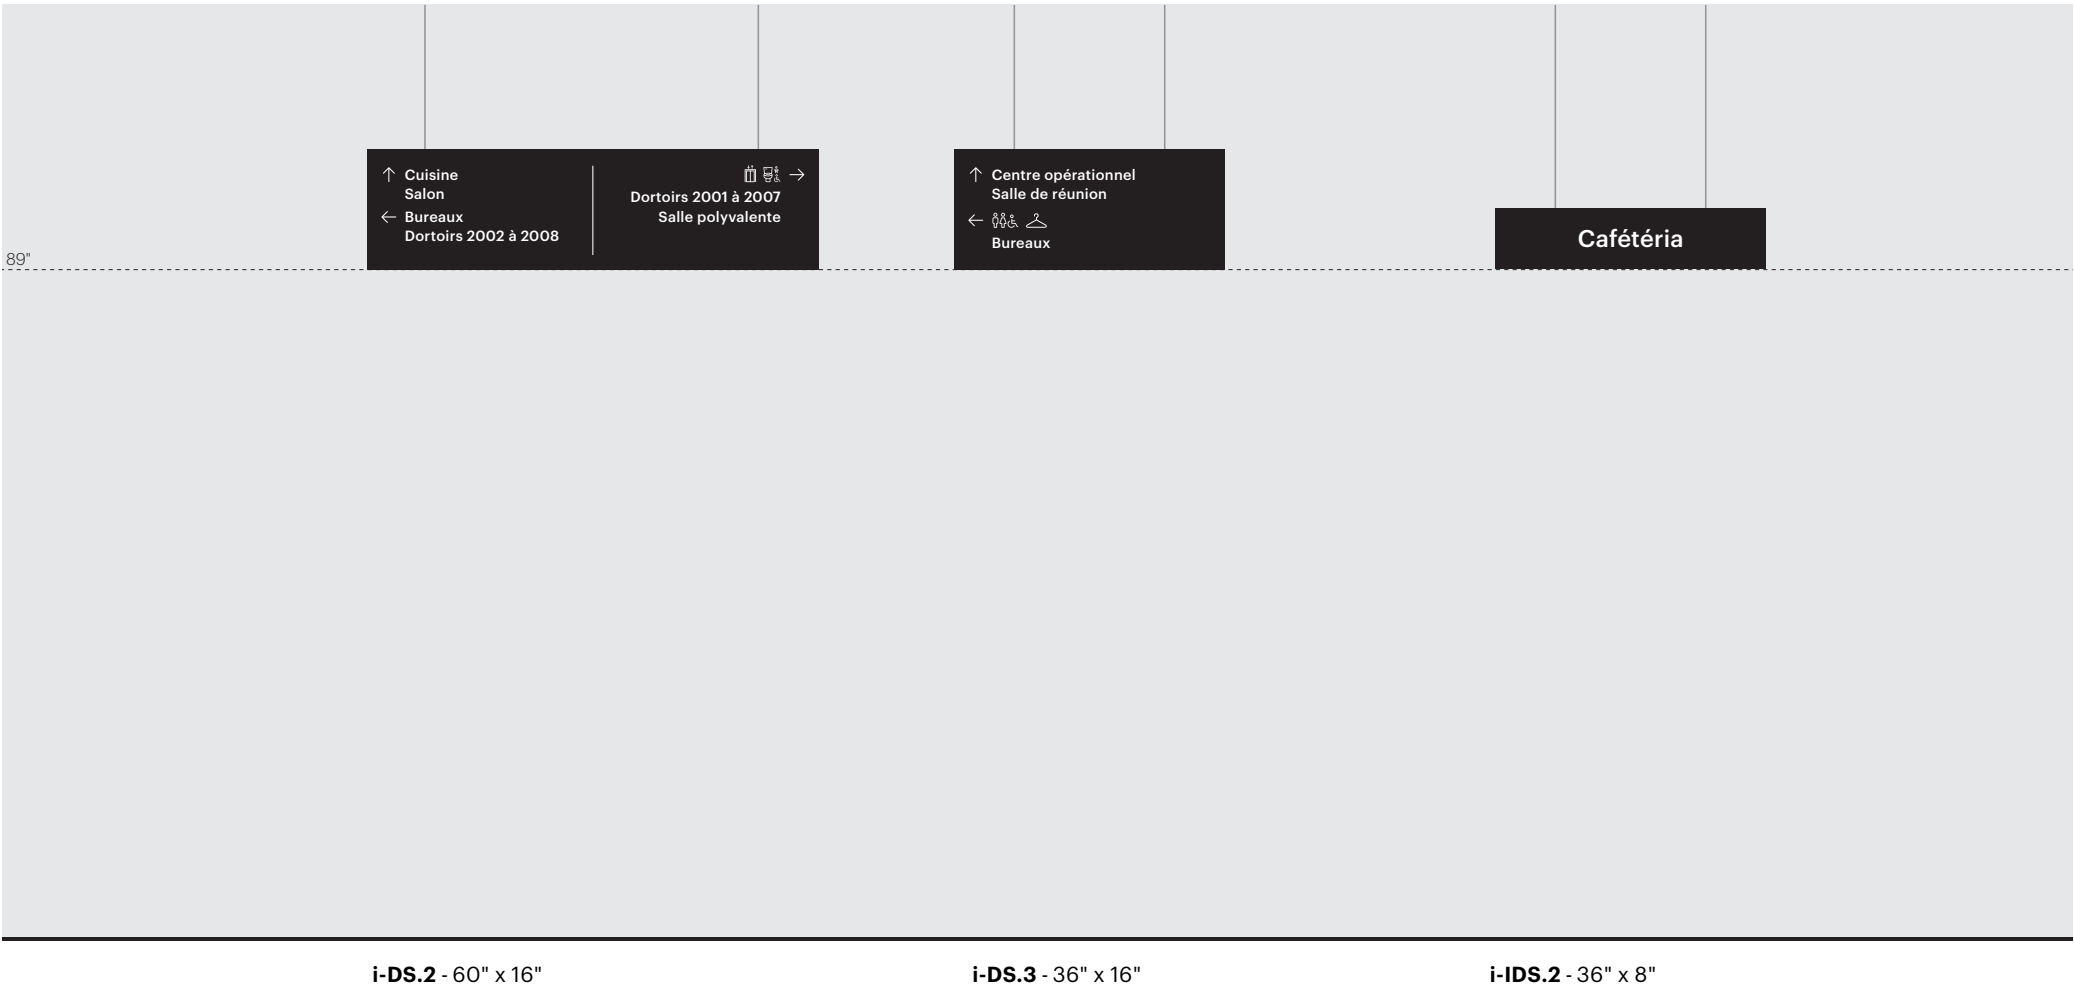 ↑ Cuisine
Salon
← Bureaux
Dortoirs 2002 à 2008
→
Dortoirs 2001 à 2007
Salle polyvalente
↑ Centre opérationnel
Salle de réunion
←
Bureaux
Cafétéria
89"
i-DS.2 - 60" x 16"
i-DS.3 - 36" x 16"
i-IDS.2 - 36" x 8"